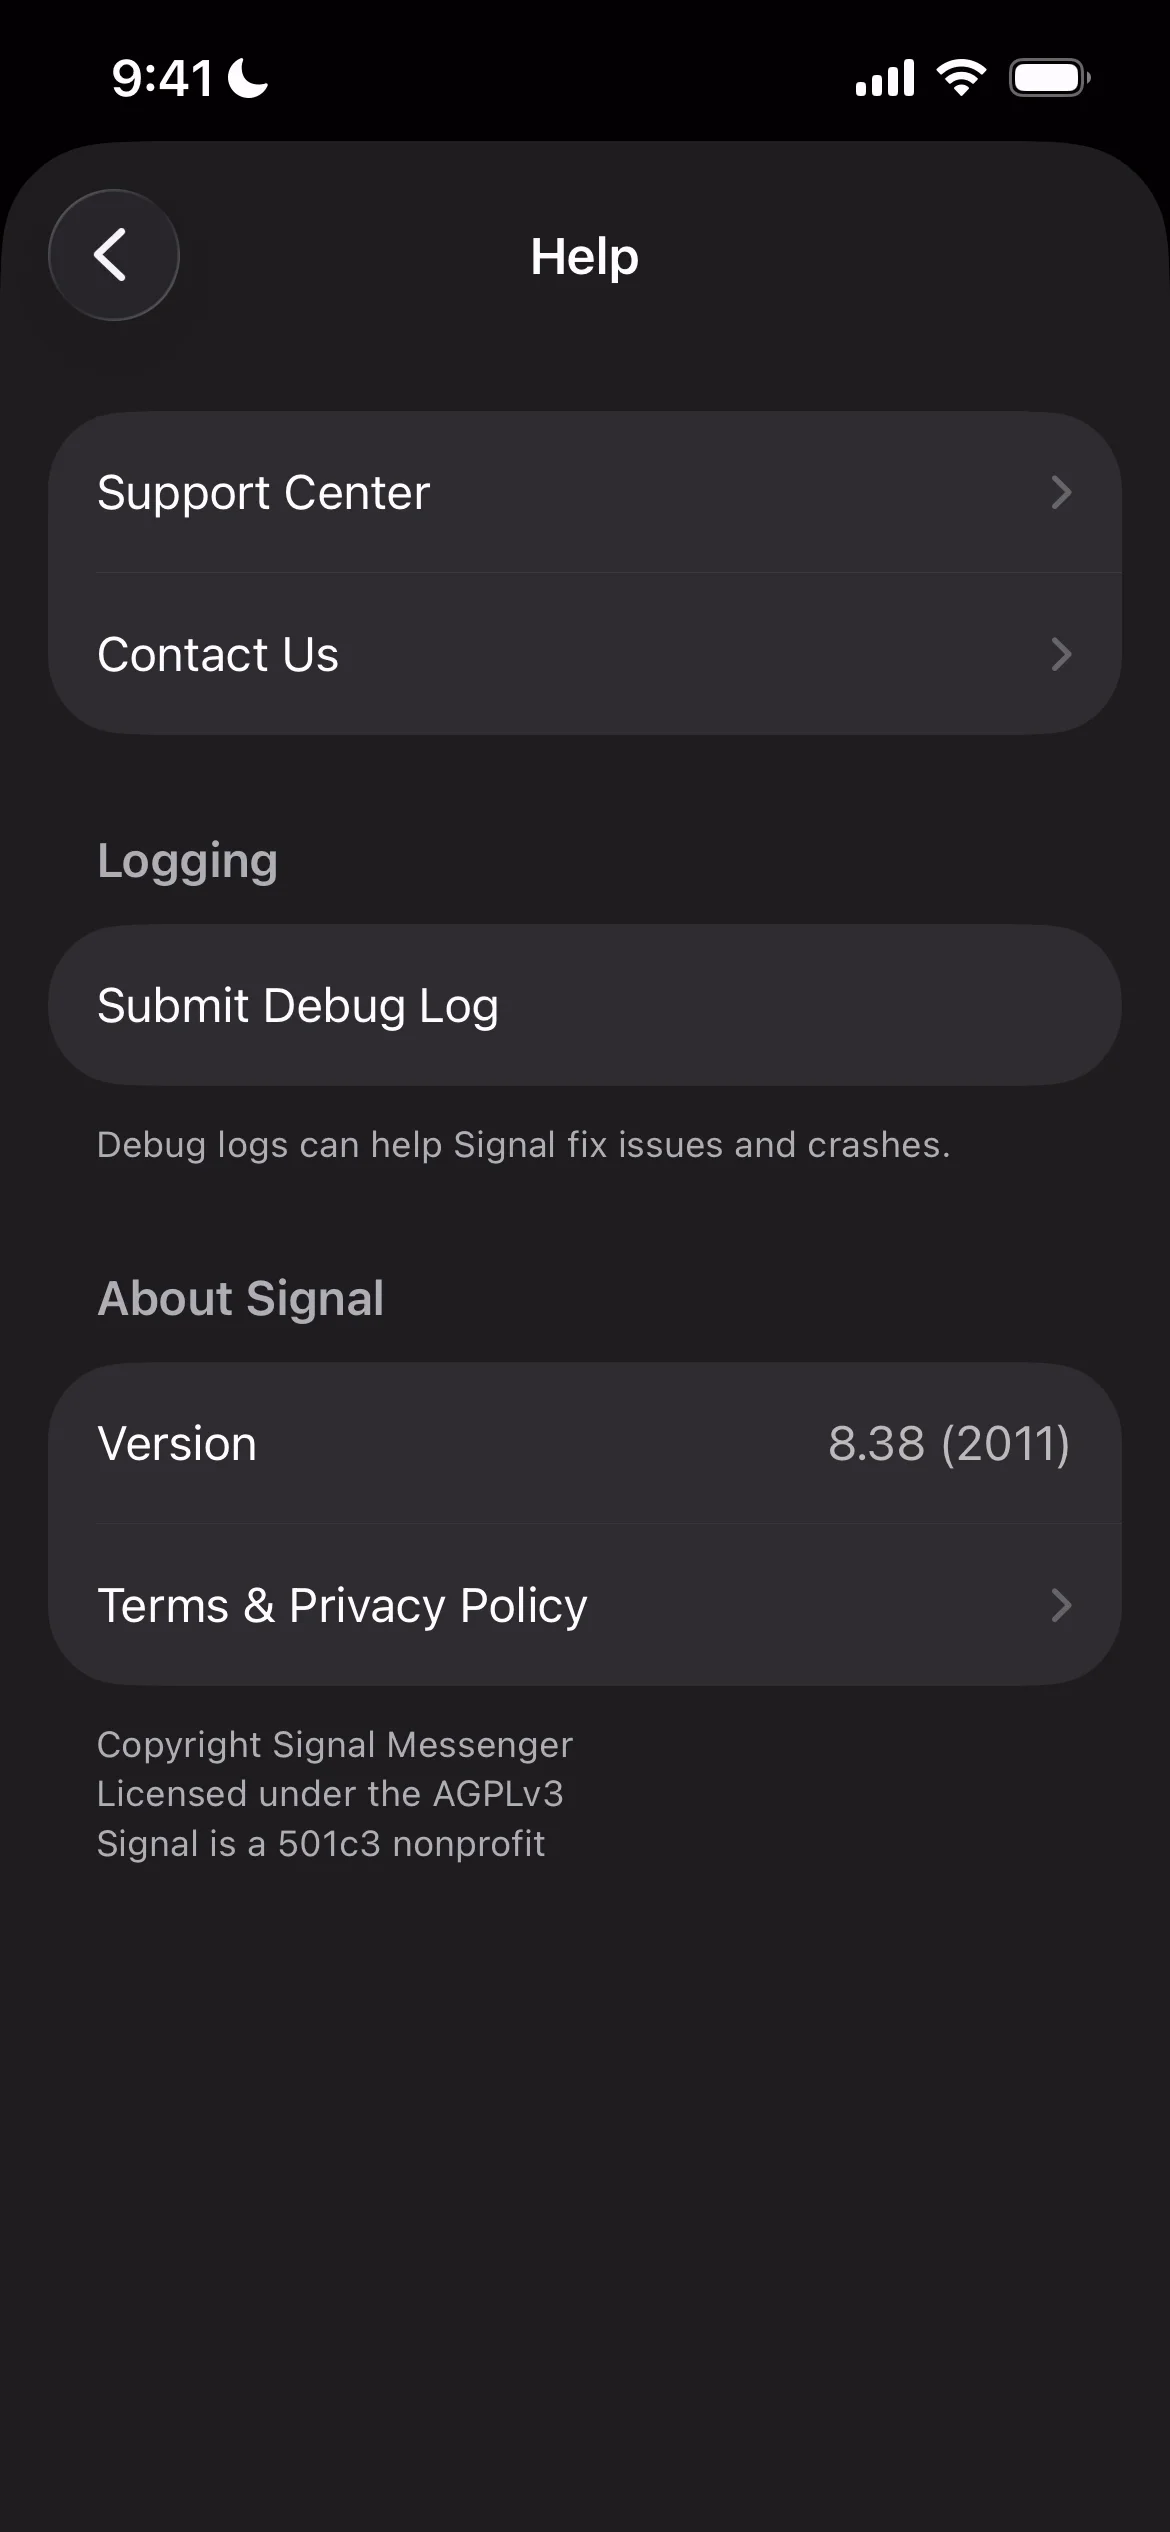 9:41
Help
Support Center
Contact Us
Logging
Submit Debug Log
Debug logs can help Signal fix issues and crashes.
About Signal
Version 8.38 (2011)
Terms & Privacy Policy
Copyright Signal Messenger
Licensed under the AGPLv3
Signal is a 501c3 nonprofit